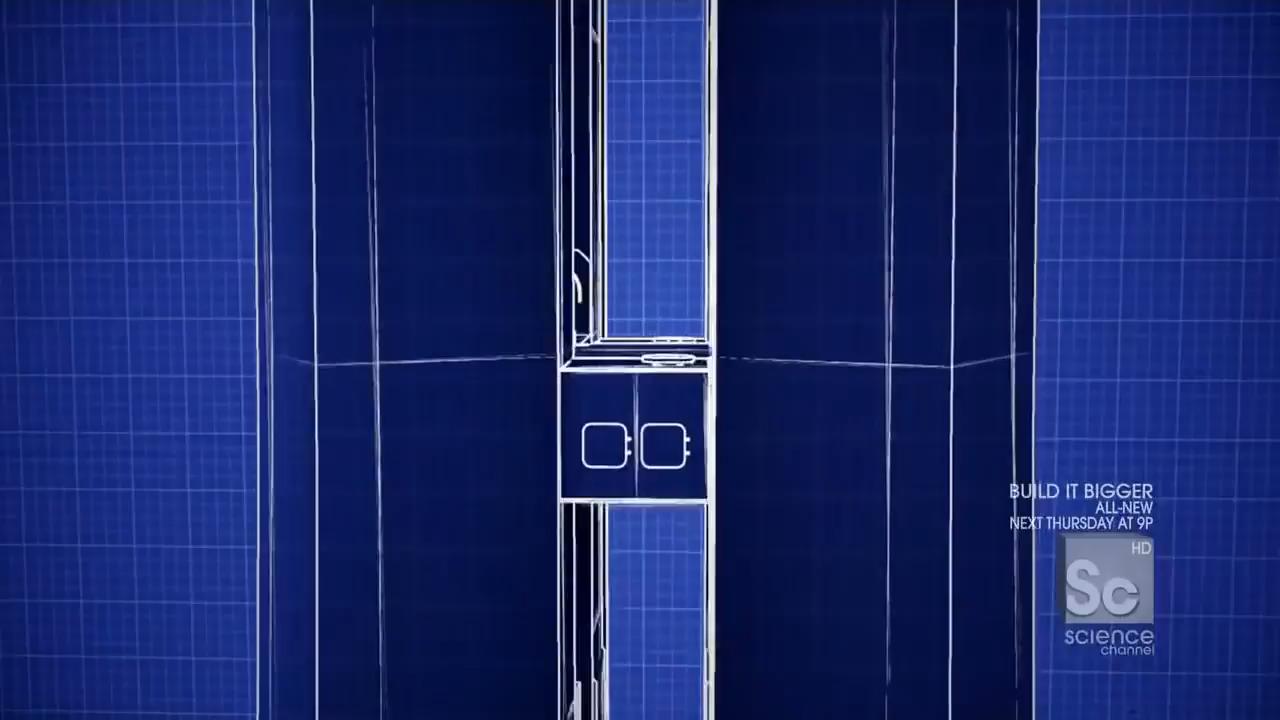 BUILD IT BIGGER
ALL-NEW
NEXT THURSDAY AT 9P
HD
Sc
science
channel